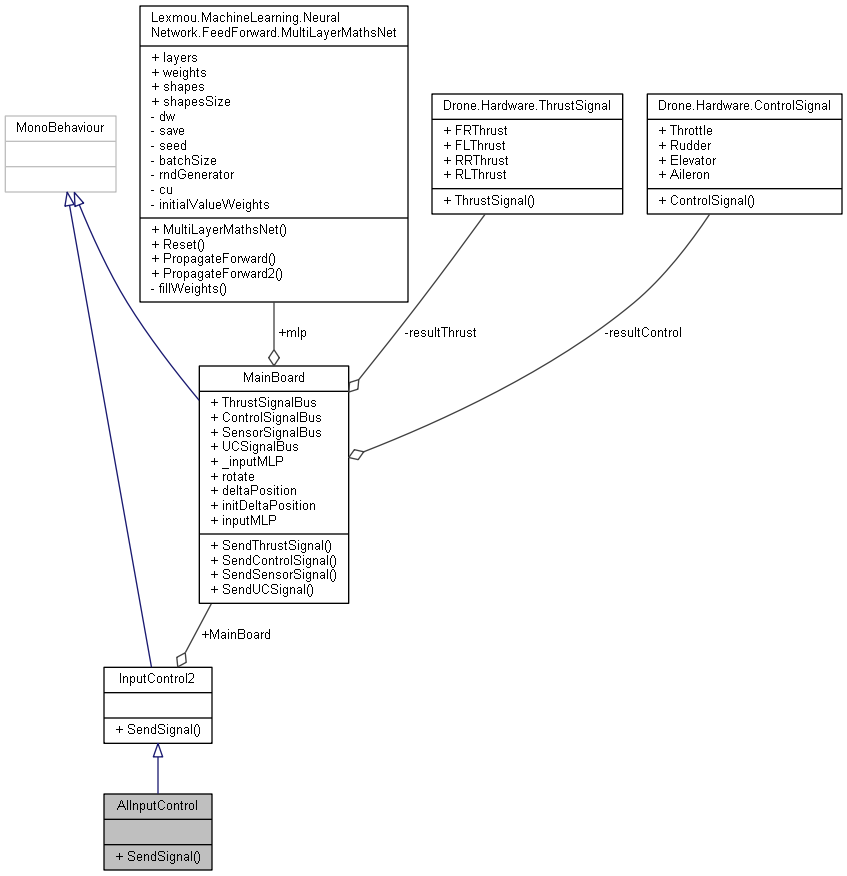 Lexmou.MachineLearning.Neural
Network.FeedForward.MultiLayerMathsNet
+ layers
+ weights
+ shapes
+ shapesSize
- dw
- save
- seed
- batchSize
- rndGenerator
- cu
- initialValueWeights
+ MultiLayerMathsNet()
+ Reset()
+ PropagateForward()
+ PropagateForward2()
- fillWeights()
MonoBehaviour
Drone.Hardware.ThrustSignal
+ FRThrust
+ FLThrust
+ RRThrust
+ RLThrust
+ ThrustSignal()
Drone.Hardware.ControlSignal
+ Throttle
+ Rudder
+ Elevator
+ Aileron
+ ControlSignal()
+mlp
-resultThrust
-resultControl
MainBoard
+ ThrustSignalBus
+ ControlSignalBus
+ SensorSignalBus
+ UCSignalBus
+ _inputMLP
+ rotate
+ deltaPosition
+ initDeltaPosition
+ inputMLP
+ SendThrustSignal()
+ SendControlSignal()
+ SendSensorSignal()
+ SendUCSignal()
+MainBoard
InputControl2
+ SendSignal()
AIInputControl
+ SendSignal()